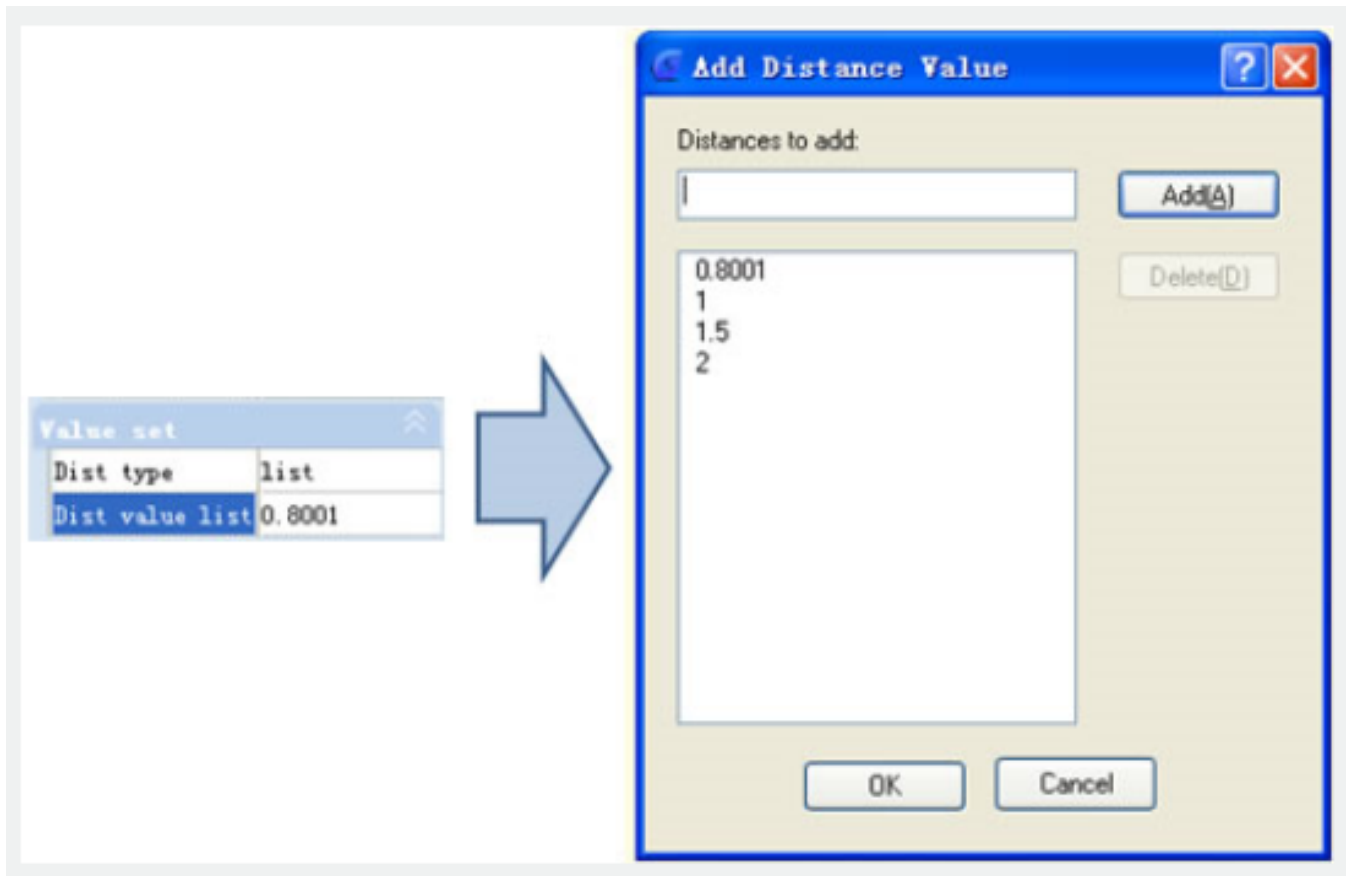 Value set
Dist type list
Dist value list 0.8001
Add Distance Value
Distances to add:
Add(A)
0.8001
Delete(D)
1
1.5
2
OK Cancel